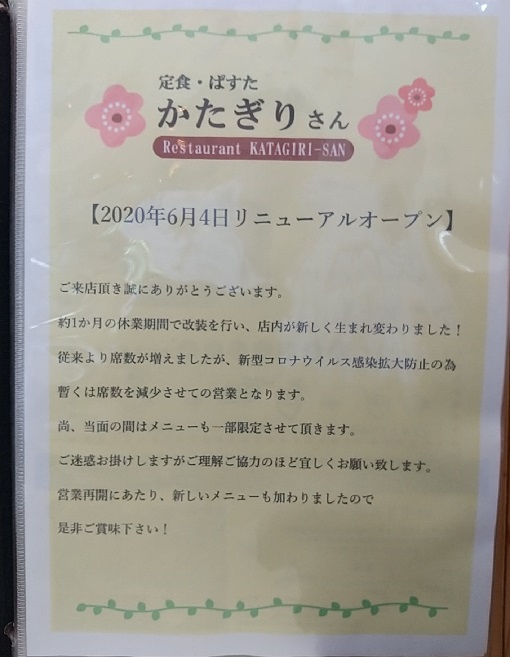 定食・ぱすた
かたぎりさん
Restaurant KATAGIRI-SAN
【2020年6月4日リニューアルオープン】
ご来店頂き誠にありがとうございます。
約1か月の休業期間で改装を行い、店内が新しく生まれ変わりました！
従来より席数が増えましたが、新型コロナウイルス感染拡大防止の為
暫くは席数を減少させての営業となります。
尚、当面の間はメニューも一部限定させて頂きます。
ご迷惑お掛けしますがご理解ご協力のほど宜しくお願い致します。
営業再開にあたり、新しいメニューも加わりましたので
是非ご賞味下さい！